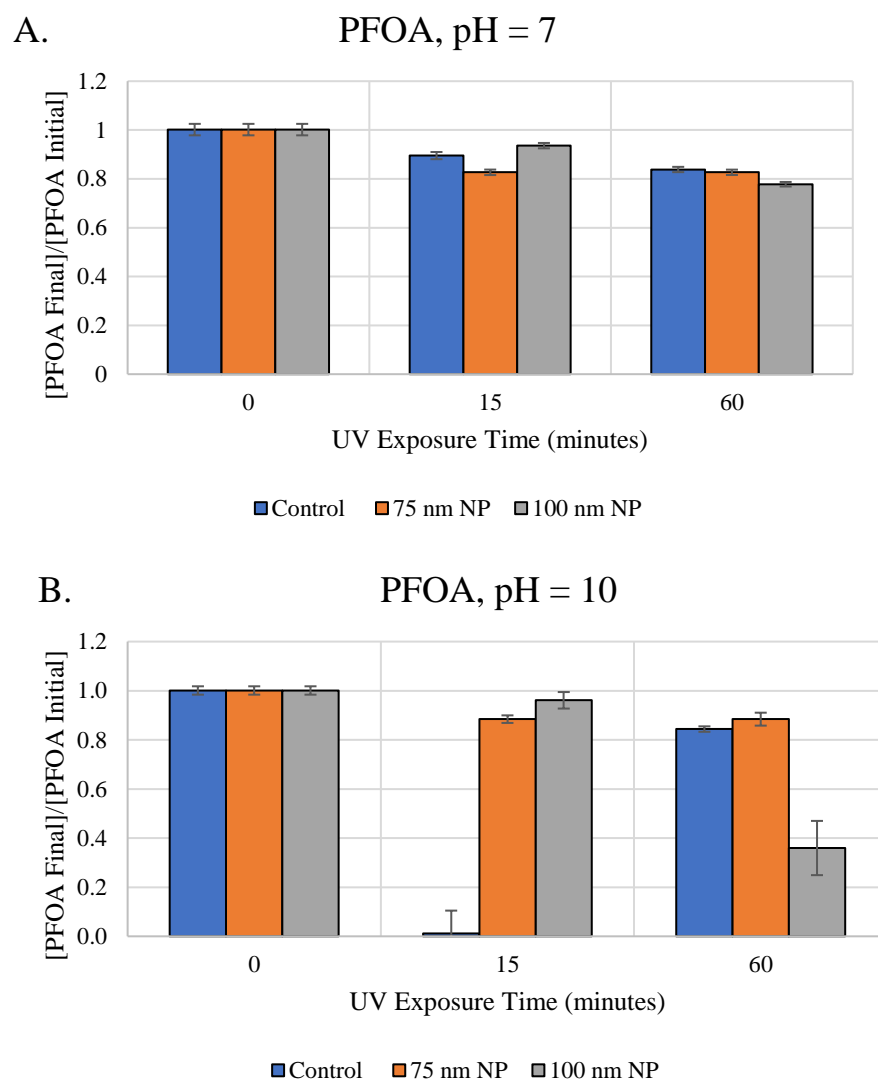 A.
PFOA, pH = 7
[PFOA Final]/[PFOA Initial]
1.2
1
0.8
0.6
0.4
0.2
0
0 15 60
UV Exposure Time (minutes)
Control 75 nm NP 100 nm NP
B.
PFOA, pH = 10
[PFOA Final]/[PFOA Initial]
1.2
1.0
0.8
0.6
0.4
0.2
0.0
0 15 60
UV Exposure Time (minutes)
Control 75 nm NP 100 nm NP